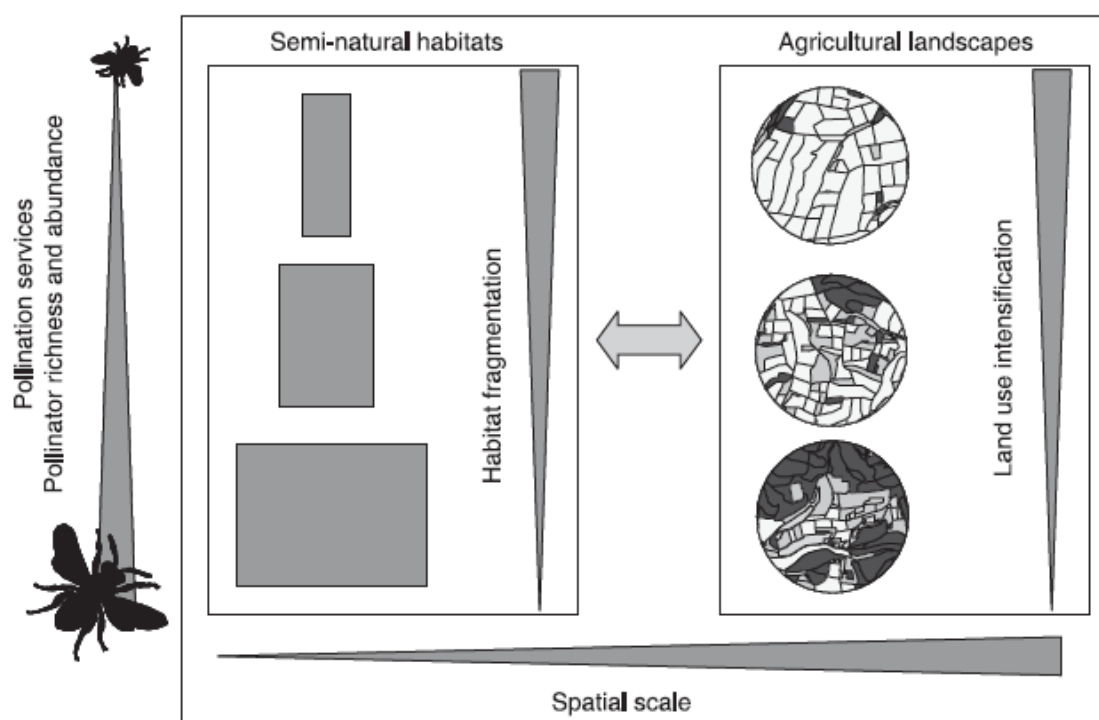 Semi-natural habitats
Agricultural landscapes
Pollination services
Pollinator richness and abundance
Habitat fragmentation
Land use intensification
Spatial scale